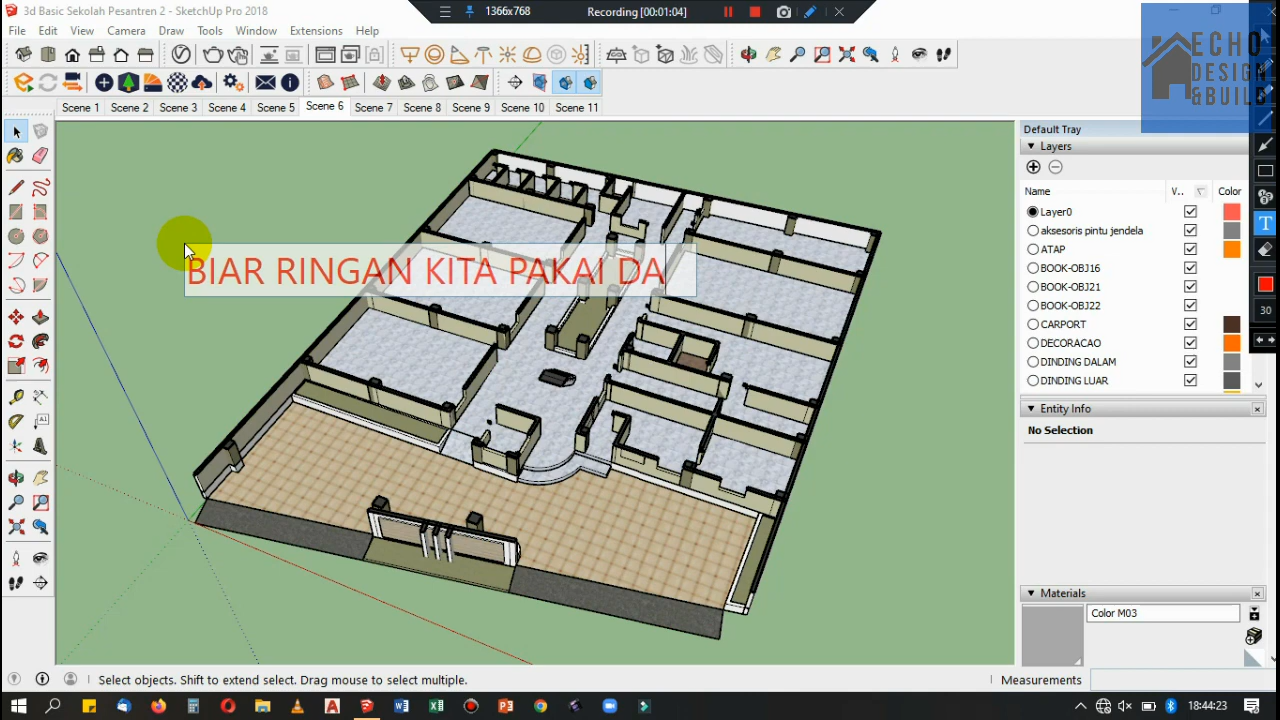 3d Basic Sekolah Pesantren 2 - SketchUp Pro 2018
1366x768
Recording [00:01:04]
File Edit View Camera Draw Tools Window Extensions Help
ECHO
DESIGN
&BUILD
Scene 1 Scene 2 Scene 3 Scene 4 Scene 5 Scene 6 Scene 7 Scene 8 Scene 9 Scene 10 Scene 11
Default Tray
Layers
Name V.. Color
Layer0
aksesoris pintu jendela
ATAP
BOOK-OBJ16
BOOK-OBJ21
BOOK-OBJ22
CARPORT
DECORACAO
DINDING DALAM
DINDING LUAR
T
30
BIAR RINGAN KITA PAKAI DA
Entity Info
No Selection
Materials
Color M03
Select objects. Shift to extend select. Drag mouse to select multiple.
Measurements
18:44:23